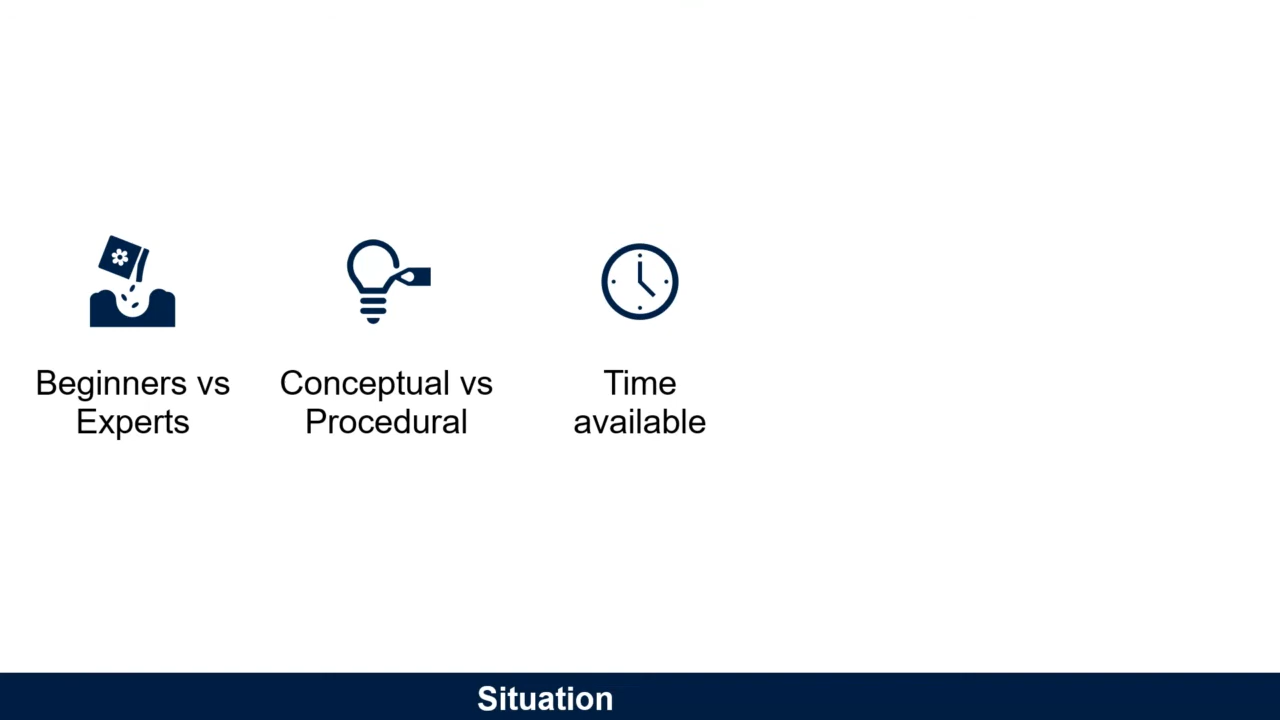 Beginners vs
Experts
Conceptual vs
Procedural
Time
available
Situation